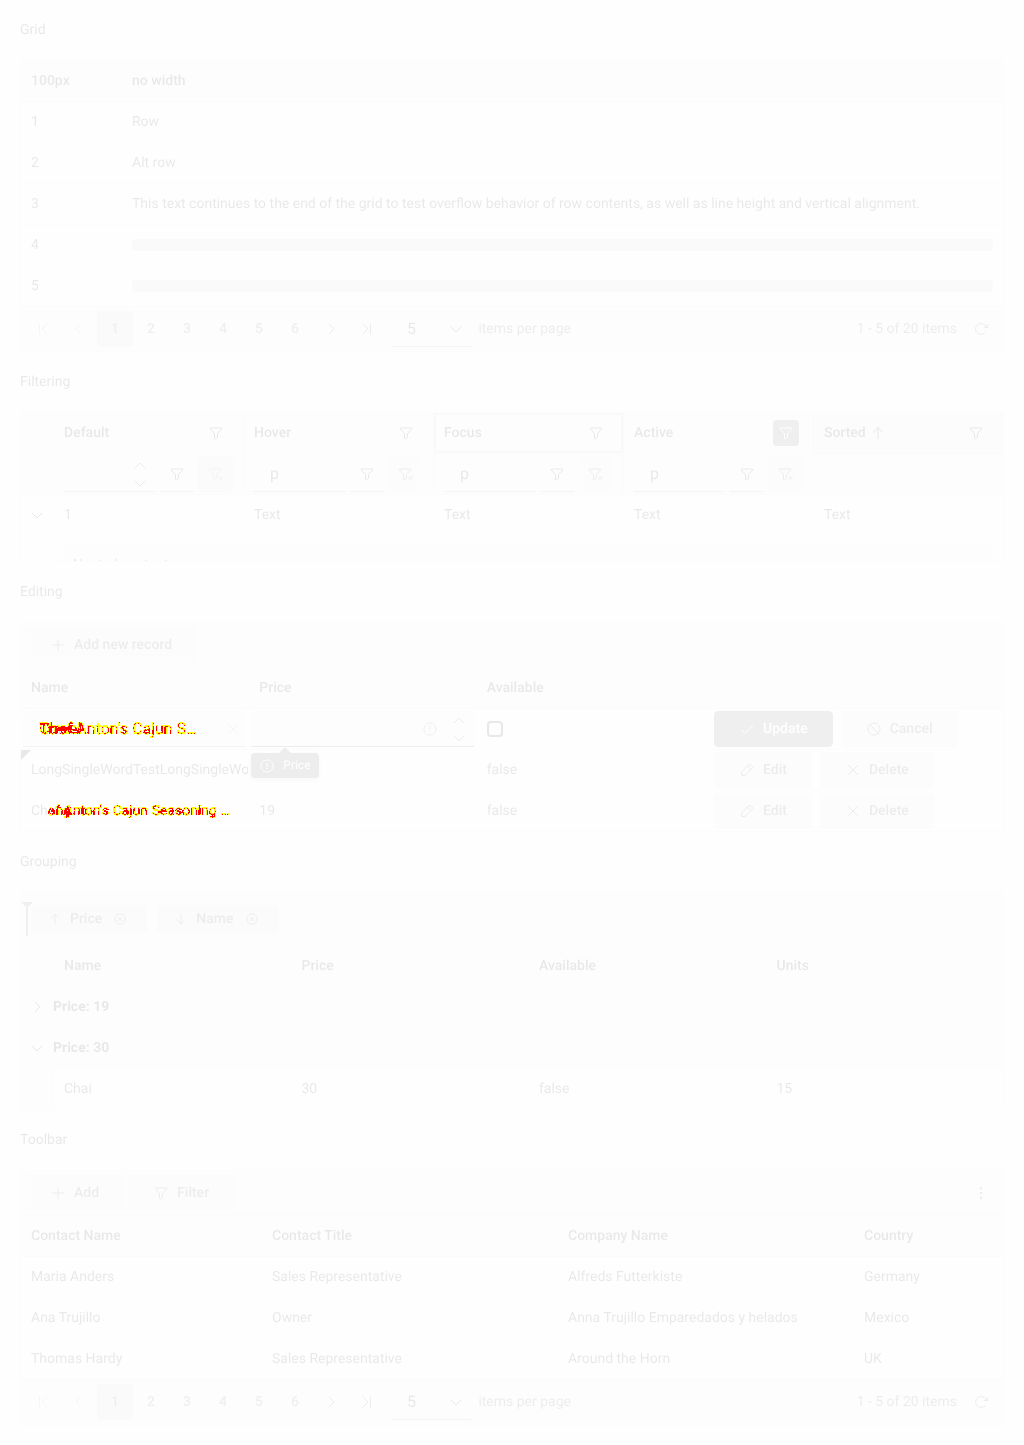 Grid
100px no width
1 Row
2 Alt row
3 This text continues to the end of the grid to test overflow behavior of row contents, as well as line height and vertical alignment.
4
5
1 2 3 4 5 6 5 items per page 1 - 5 of 20 items
Filtering
Default Hover Focus Active Sorted
p p p
1 Text Text Text Text
Editing
Add new record
Name Price Available
Anton's Cajun S... Update Cancel
LongSingleWordTestLongSingleWo Price false Edit Delete
Cajun Seasoning ... 19 false Edit Delete
Grouping
Price Name
Name Price Available Units
Price: 19
Price: 30
Chai 30 false 15
Toolbar
Add Filter
Contact Name Contact Title Company Name Country
Maria Anders Sales Representative Alfreds Futterkiste Germany
Ana Trujillo Owner Anna Trujillo Emparedados y helados Mexico
Thomas Hardy Sales Representative Around the Horn UK
1 2 3 4 5 6 5 items per page 1 - 5 of 20 items